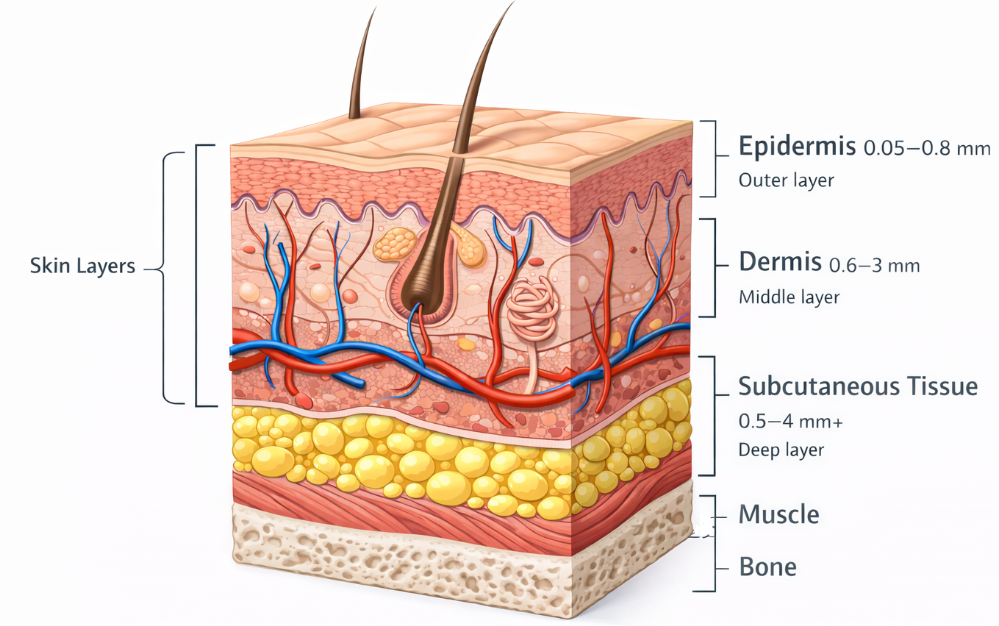 Epidermis 0.05–0.8 mm
Outer layer
Skin Layers
Dermis 0.6–3 mm
Middle layer
Subcutaneous Tissue
0.5–4 mm+
Deep layer
Muscle
Bone